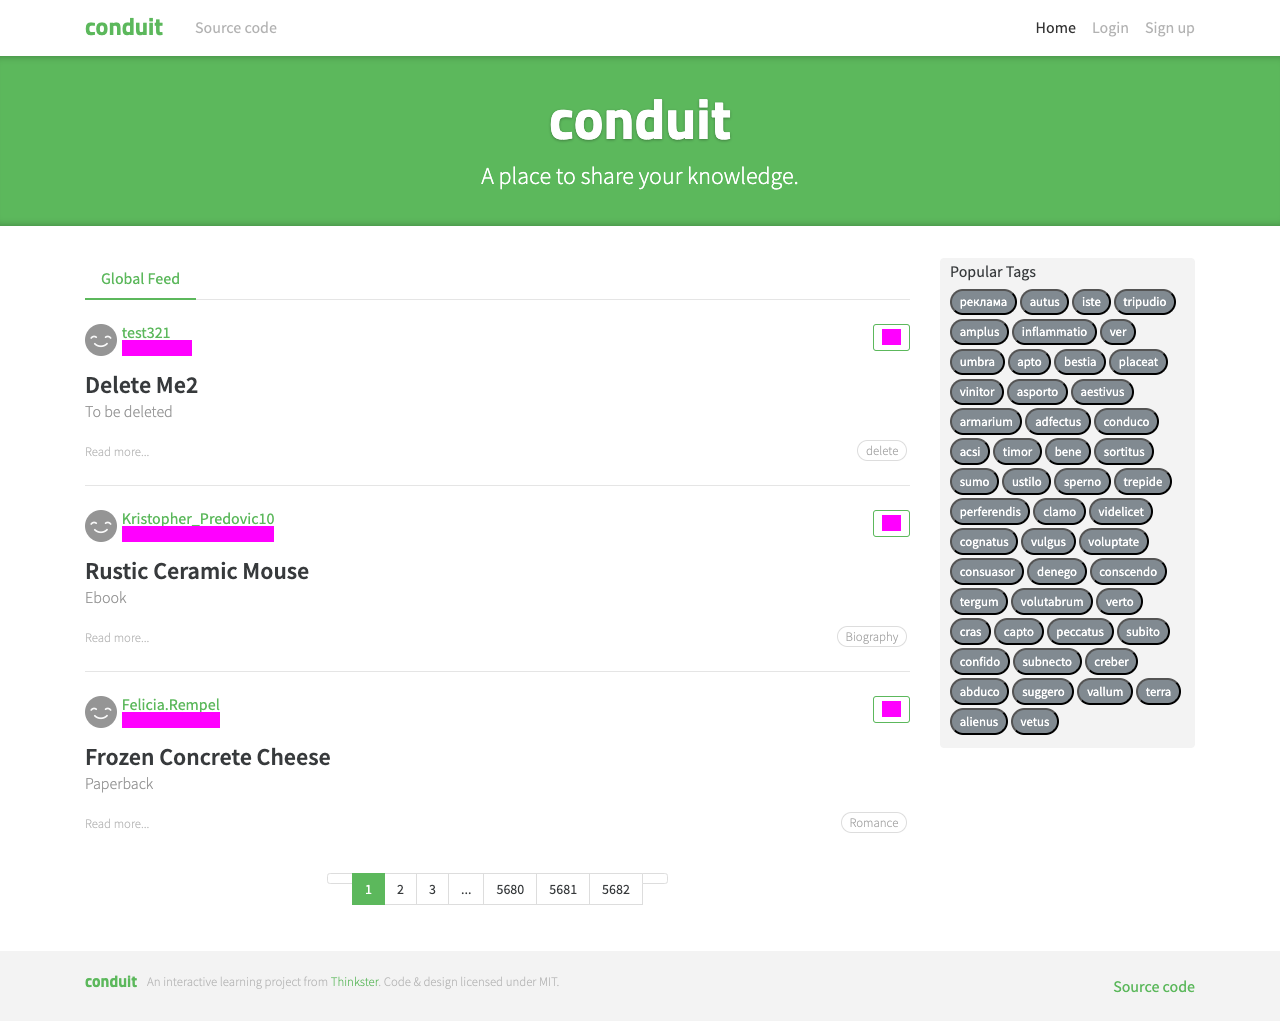 conduit Source code Home Login Sign up
conduit
A place to share your knowledge.
Global Feed
test321
Delete Me2
To be deleted
Read more... delete
Kristopher_Predovic10
Rustic Ceramic Mouse
Ebook
Read more... Biography
Felicia.Rempel
Frozen Concrete Cheese
Paperback
Read more... Romance
1 2 3 ... 5680 5681 5682
Popular Tags
реклама autus iste tripudio
amplus inflammatio ver
umbra apto bestia placeat
vinitor asporto aestivus
armarium adfectus conduco
acsi timor bene sortitus
sumo ustilo sperno trepide
perferendis clamo videlicet
cognatus vulgus voluptate
consuasor denego conscendo
tergum volutabrum verto
cras capto peccatus subito
confido subnecto creber
abduco suggero vallum terra
alienus vetus
conduit An interactive learning project from Thinkster. Code & design licensed under MIT. Source code